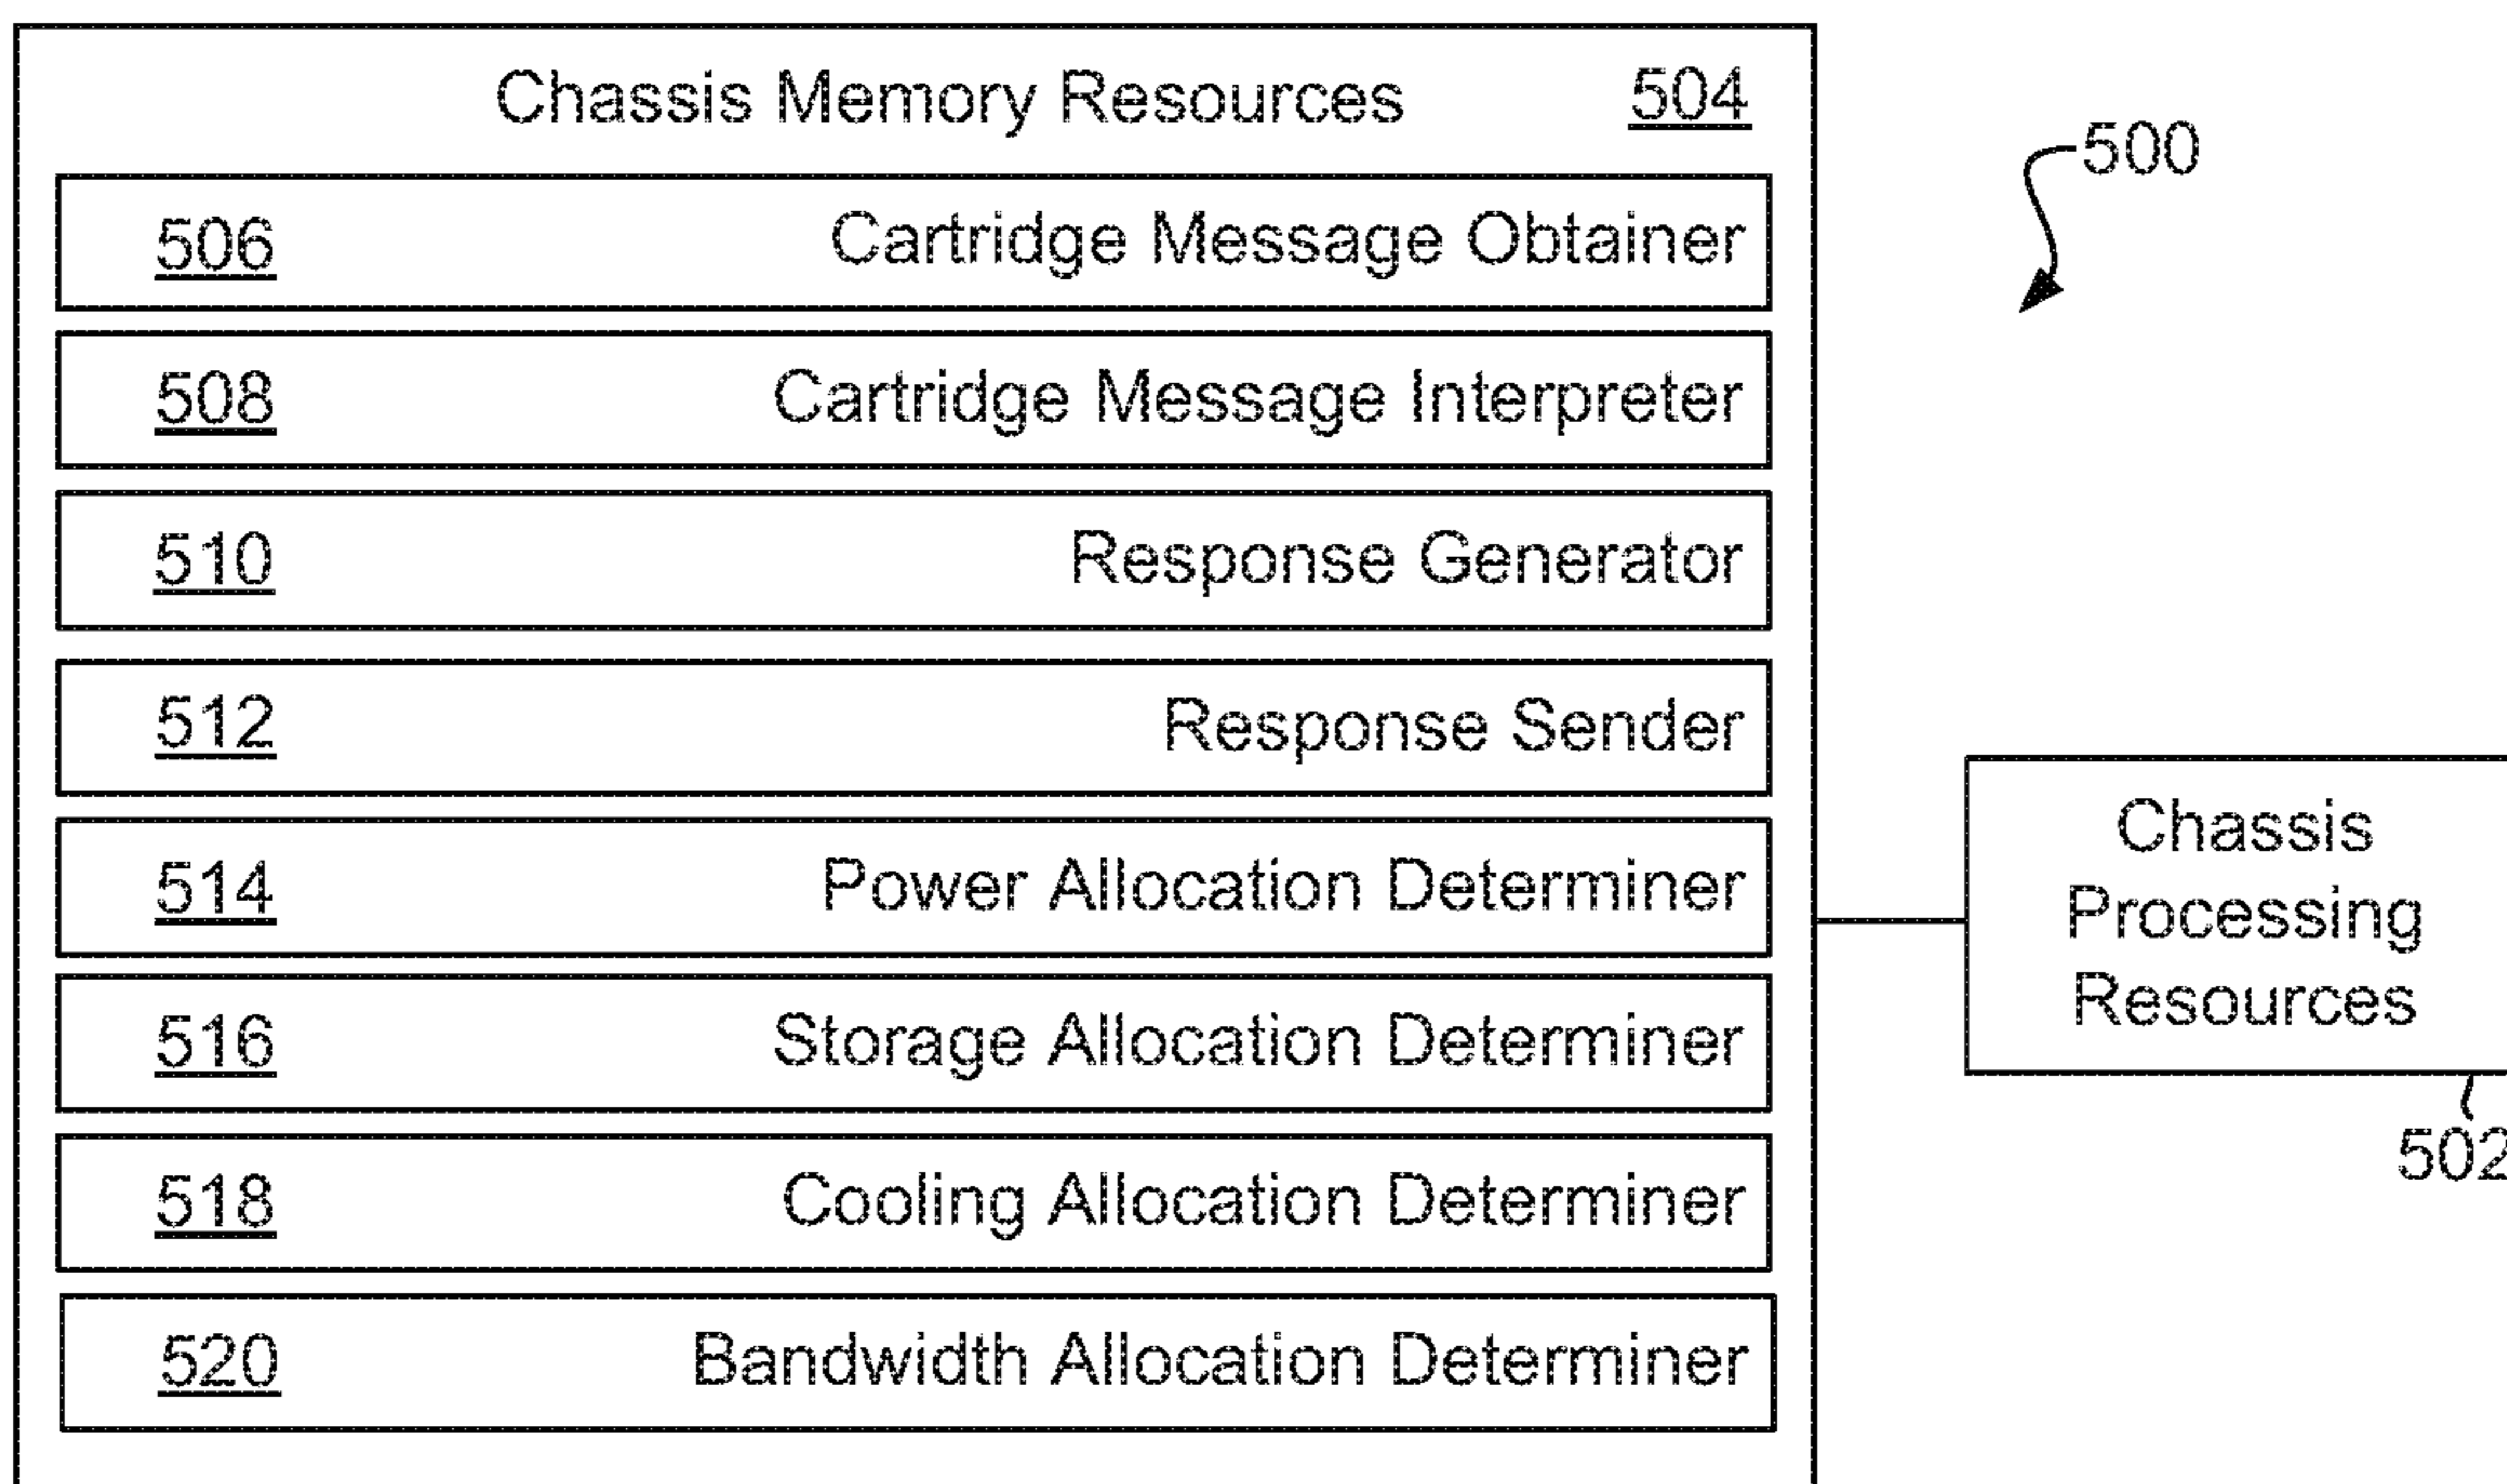 Chassis Memory Resources 504
500
506 Cartridge Message Obtainer
508 Cartridge Message Interpreter
510 Response Generator
512 Response Sender
514 Power Allocation Determiner
516 Storage Allocation Determiner
518 Cooling Allocation Determiner
520 Bandwidth Allocation Determiner
Chassis
Processing
Resources
502